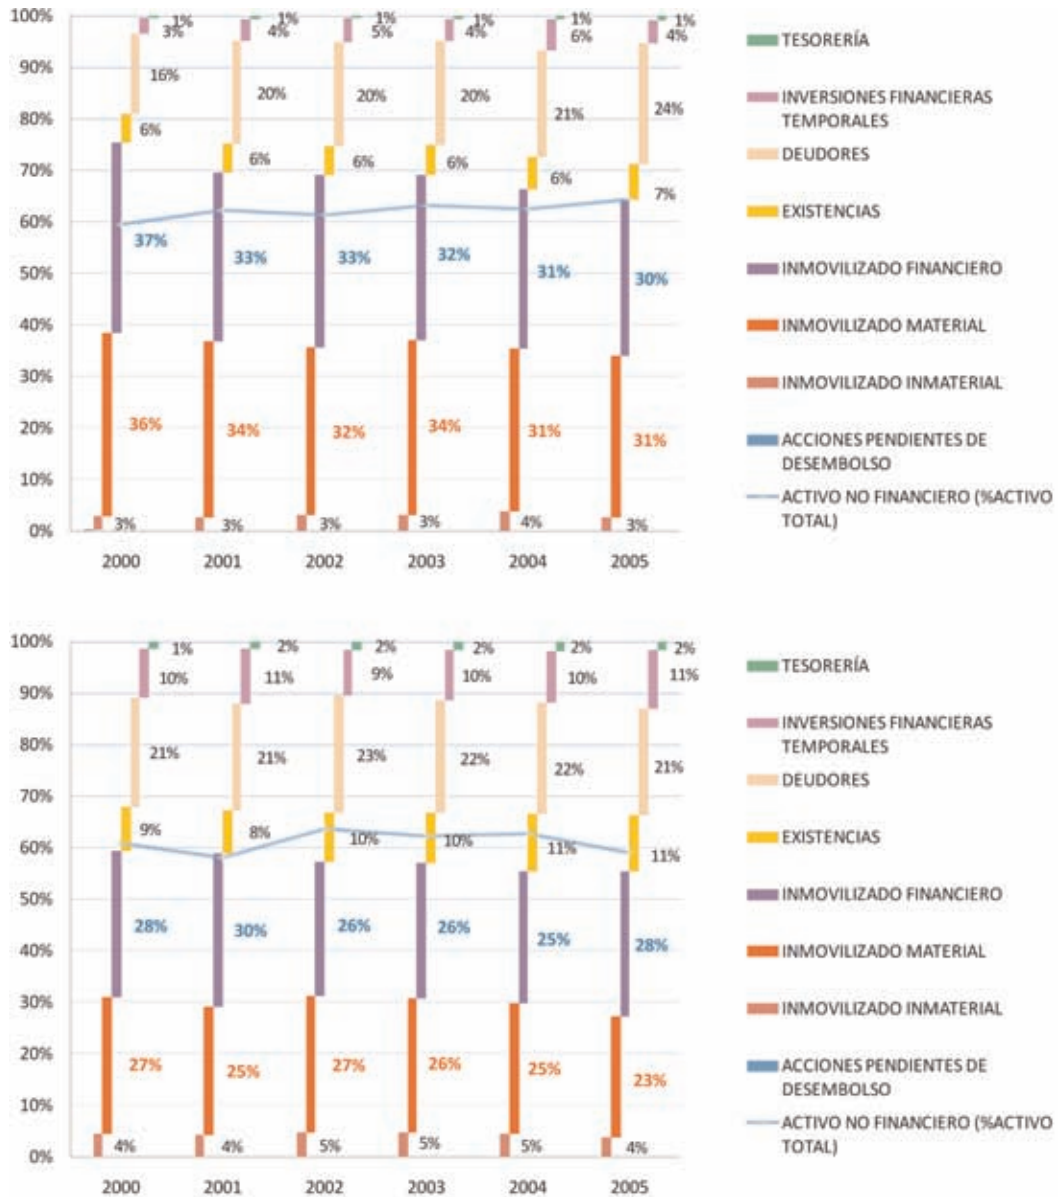 100%
90%
80%
70%
60%
50%
40%
30%
20%
10%
0%
1% 1% 1% 1% 1% 1%
3% 4% 5% 4% 6% 4%
16% 20% 20% 20% 21% 24%
6% 6% 6% 6% 6% 7%
37% 33% 33% 32% 31% 30%
36% 34% 32% 34% 31% 31%
3% 3% 3% 3% 4% 3%
2000 2001 2002 2003 2004 2005
TESORERÍA
INVERSIONES FINANCIERAS
TEMPORALES
DEUDORES
EXISTENCIAS
INMOVILIZADO FINANCIERO
INMOVILIZADO MATERIAL
INMOVILIZADO INMATERIAL
ACCIONES PENDIENTES DE
DESEMBOLSO
ACTIVO NO FINANCIERO (%ACTIVO
TOTAL)
100%
90%
80%
70%
60%
50%
40%
30%
20%
10%
0%
1% 2% 2% 2% 2% 2%
10% 11% 9% 10% 10% 11%
21% 21% 23% 22% 22% 21%
9% 8% 10% 10% 11% 11%
28% 30% 26% 26% 25% 28%
27% 25% 27% 26% 25% 23%
4% 4% 5% 5% 5% 4%
2000 2001 2002 2003 2004 2005
TESORERÍA
INVERSIONES FINANCIERAS
TEMPORALES
DEUDORES
EXISTENCIAS
INMOVILIZADO FINANCIERO
INMOVILIZADO MATERIAL
INMOVILIZADO INMATERIAL
ACCIONES PENDIENTES DE
DESEMBOLSO
ACTIVO NO FINANCIERO (%ACTIVO
TOTAL)